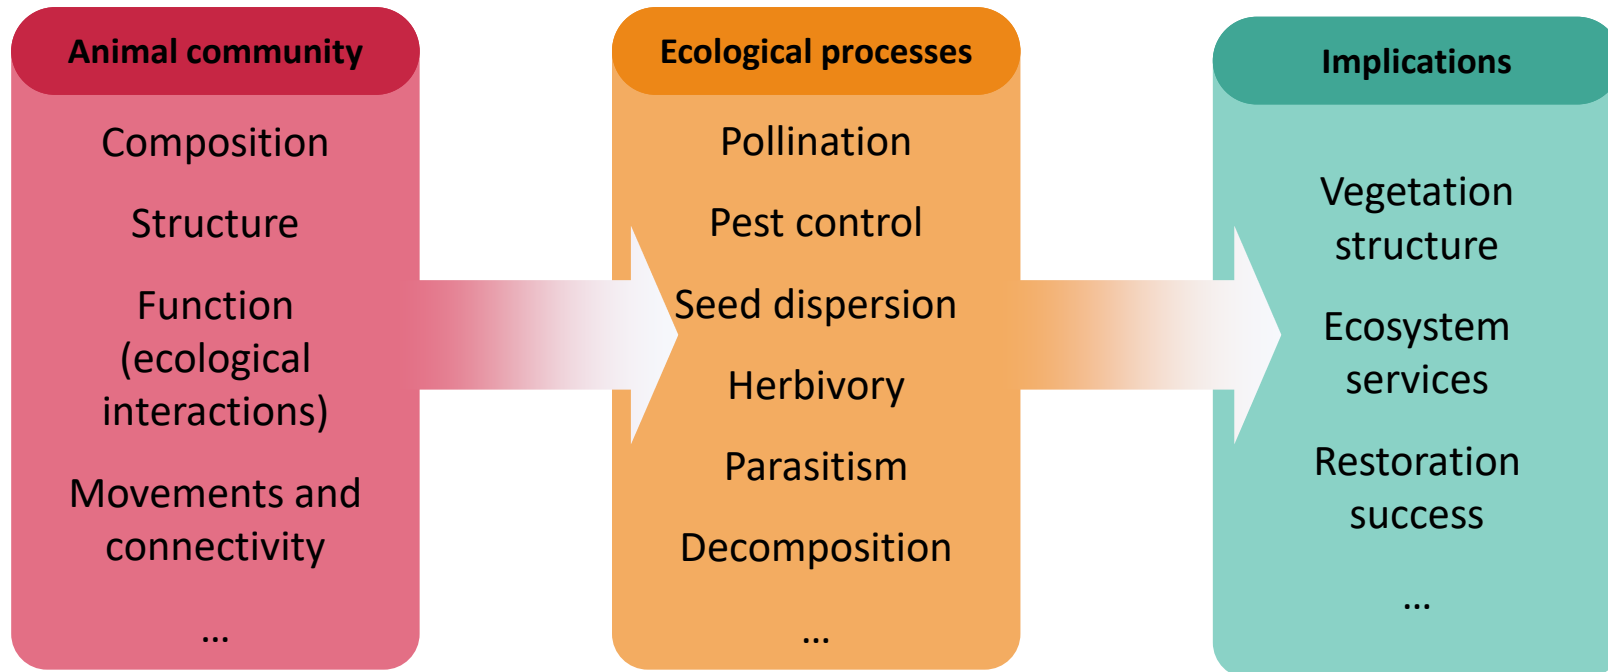 Animal community
Composition
Structure
Function
(ecological
interactions)
Movements and
connectivity
...
Ecological processes
Pollination
Pest control
Seed dispersion
Herbivory
Parasitism
Decomposition
...
Implications
Vegetation
structure
Ecosystem
services
Restoration
success
...